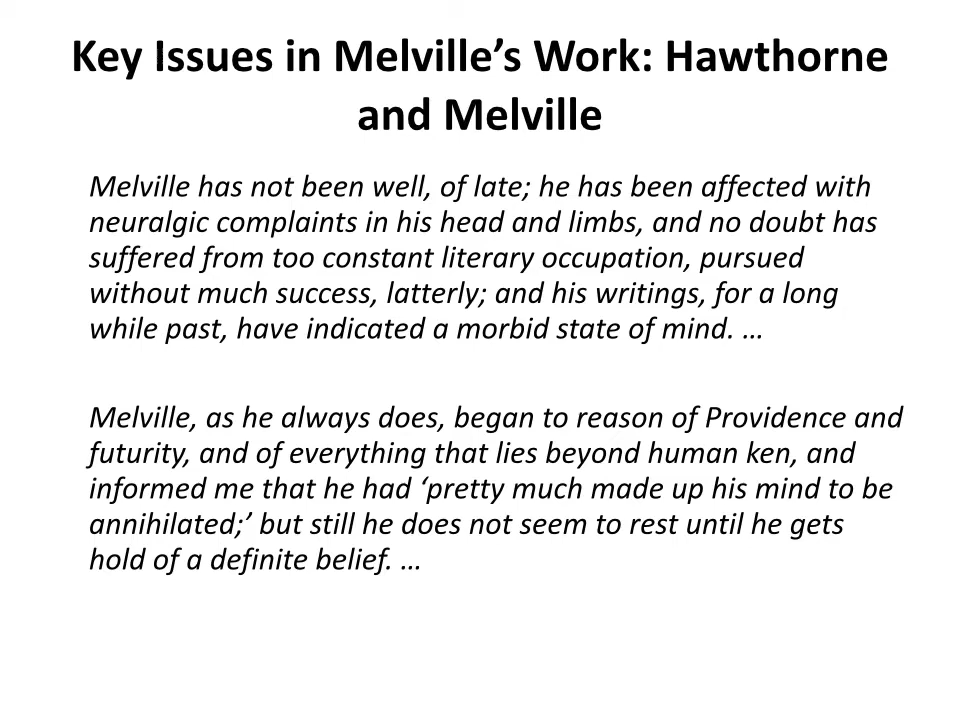 Key Issues in Melville’s Work: Hawthorne
and Melville
Melville has not been well, of late; he has been affected with
neuralgic complaints in his head and limbs, and no doubt has
suffered from too constant literary occupation, pursued
without much success, latterly; and his writings, for a long
while past, have indicated a morbid state of mind. …
Melville, as he always does, began to reason of Providence and
futurity, and of everything that lies beyond human ken, and
informed me that he had ‘pretty much made up his mind to be
annihilated;’ but still he does not seem to rest until he gets
hold of a definite belief. …